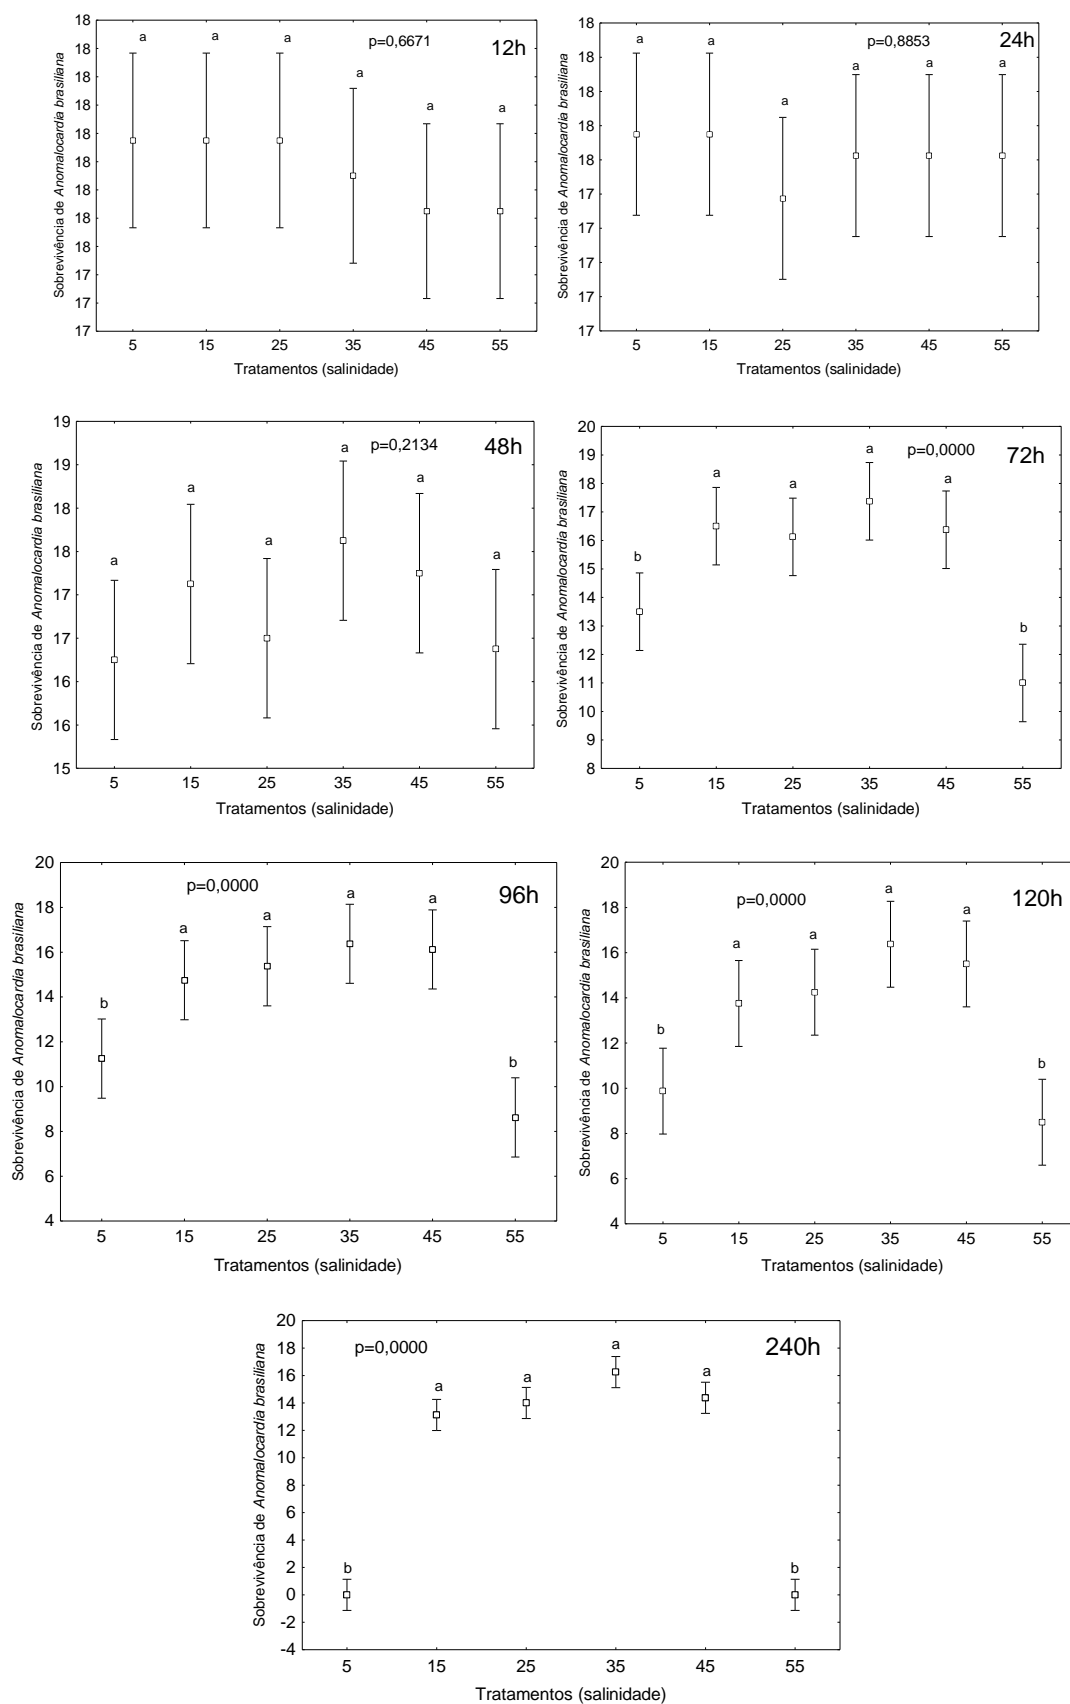 18
18
18
18
18
18
18
18
18
17
17
17
Sobrevivência de Anomalocardia brasiliana
a a a a a a
p=0,6671 12h
5 15 25 35 45 55
Tratamentos (salinidade)
18
18
18
18
18
17
17
17
17
17
Sobrevivência de Anomalocardia brasiliana
a a a a a a
p=0,8853 24h
5 15 25 35 45 55
Tratamentos (salinidade)
19
19
18
18
17
17
16
16
15
Sobrevivência de Anomalocardia brasiliana
a a a a a a
p=0,2134 48h
5 15 25 35 45 55
Tratamentos (salinidade)
20
19
18
17
16
15
14
13
12
11
10
9
8
Sobrevivência de Anomalocardia brasiliana
b a a a a b
p=0,0000 72h
5 15 25 35 45 55
Tratamentos (salinidade)
20
18
16
14
12
10
8
6
4
Sobrevivência de Anomalocardia brasiliana
b a a a a b
p=0,0000 96h
5 15 25 35 45 55
Tratamentos (salinidade)
20
18
16
14
12
10
8
6
4
Sobrevivência de Anomalocardia brasiliana
b a a a a b
p=0,0000 120h
5 15 25 35 45 55
Tratamentos (salinidade)
20
18
16
14
12
10
8
6
4
2
0
-2
-4
Sobrevivência de Anomalocardia brasiliana
b a a a a b
p=0,0000 240h
5 15 25 35 45 55
Tratamentos (salinidade)